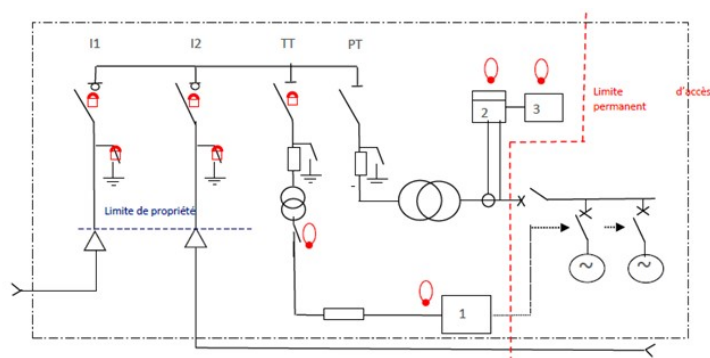 I1 I2 TT PT
Limite d'accès
permanent
2 3
Limite de propriété
1